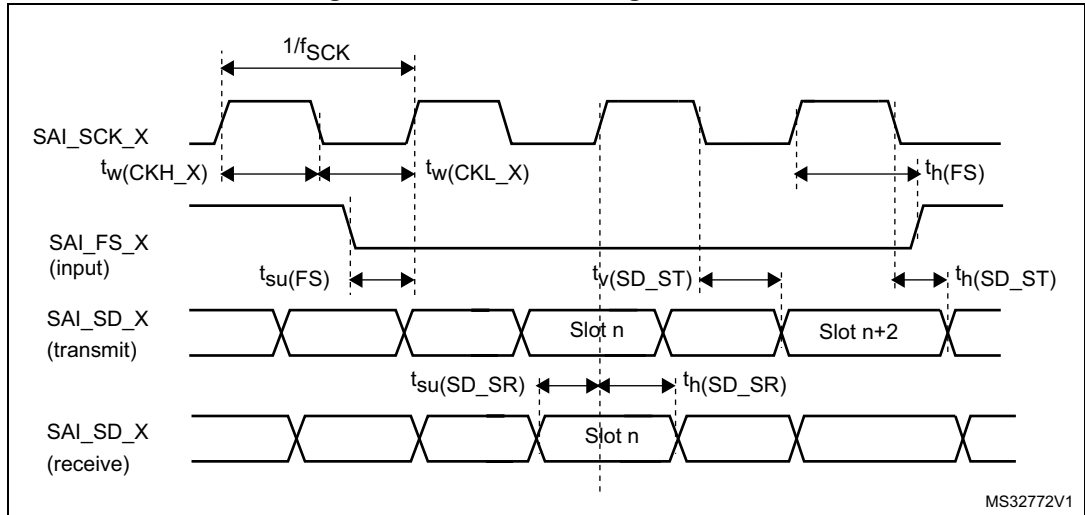 1/fSCK
SAI_SCK_X
tw(CKH_X) tw(CKL_X) th(FS)
SAI_FS_X
(input)
tsu(FS) tv(SD_ST) th(SD_ST)
SAI_SD_X
(transmit)
Slot n Slot n+2
tsu(SD_SR) th(SD_SR)
SAI_SD_X
(receive)
Slot n
MS32772V1